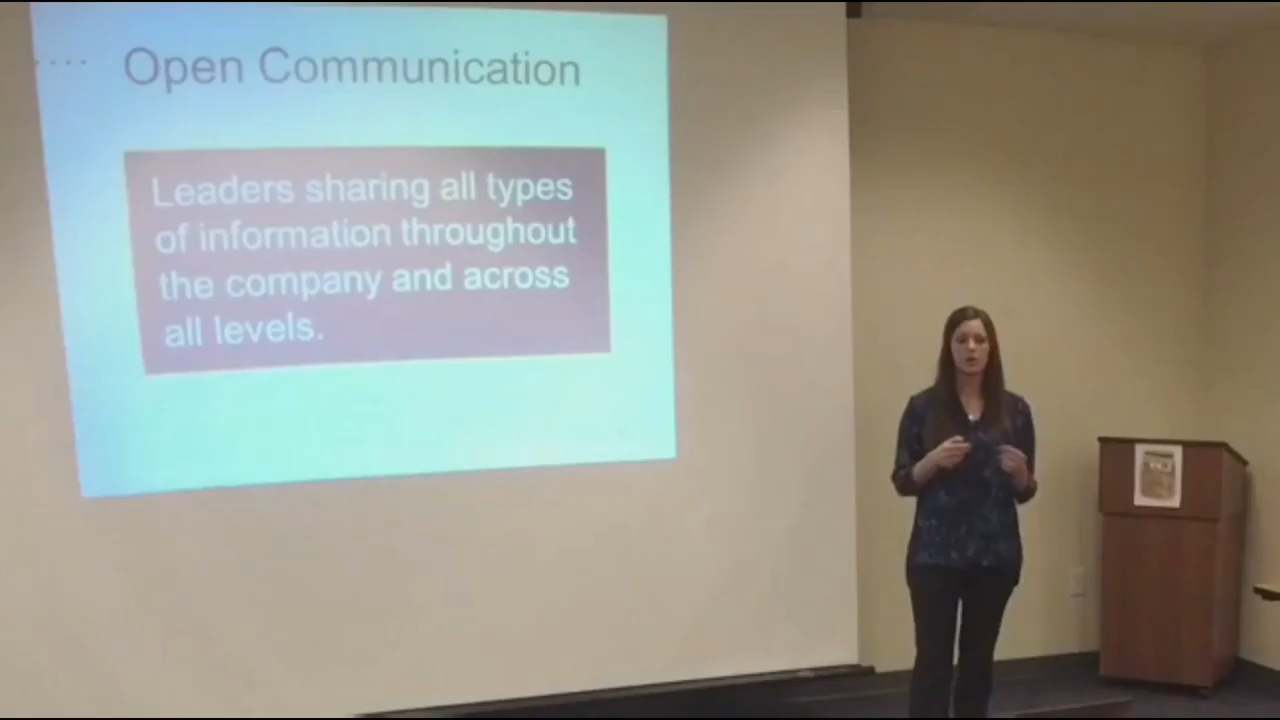 Open Communication
Leaders sharing all types
of information throughout
the company and across
all levels.